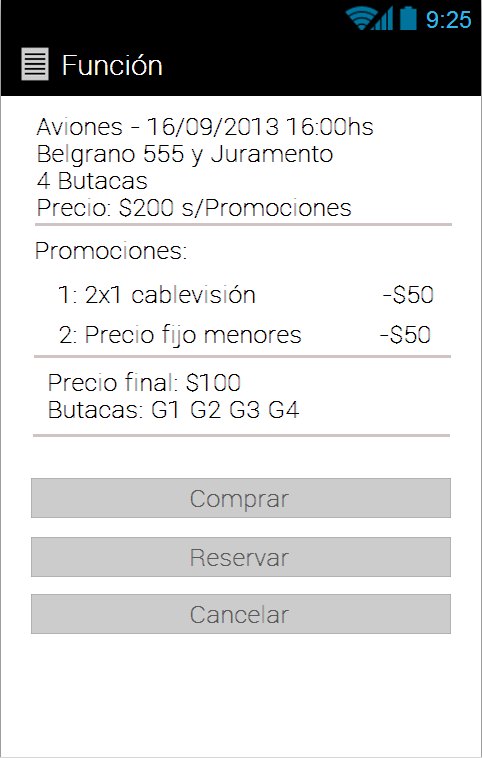 9:25
Función
Aviones - 16/09/2013 16:00hs
Belgrano 555 y Juramento
4 Butacas
Precio: $200 s/Promociones
Promociones:
1: 2x1 cablevisión -$50
2: Precio fijo menores -$50
Precio final: $100
Butacas: G1 G2 G3 G4
Comprar
Reservar
Cancelar